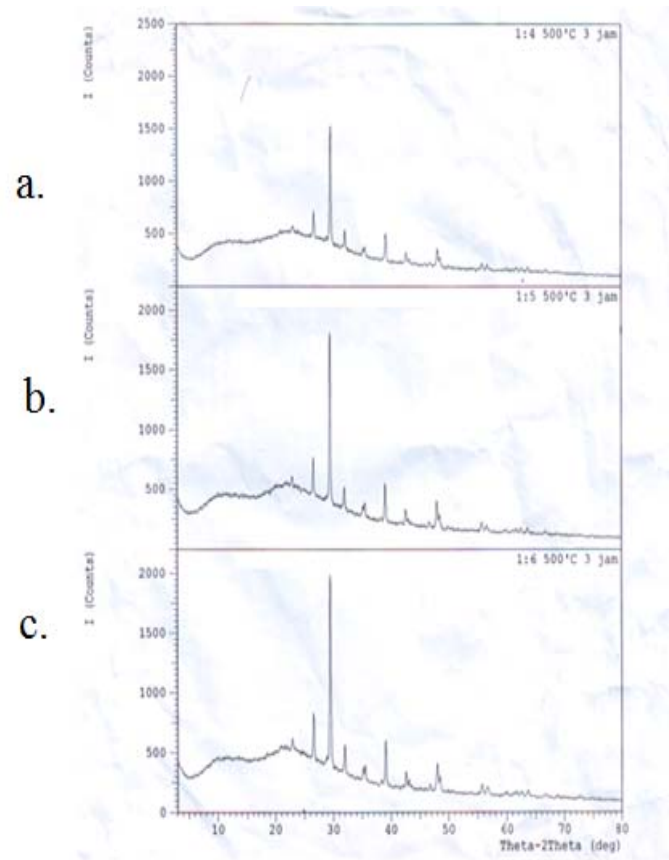 2500
1:4 500°C 3 jam
2000
1500
1000
500
I (Counts)
a.
1:5 500°C 3 jam
2000
1500
1000
500
I (Counts)
b.
1:6 500°C 3 jam
2000
1500
1000
500
0
I (Counts)
c.
10 20 30 40 50 60 70 80
Theta-2Theta (deg)